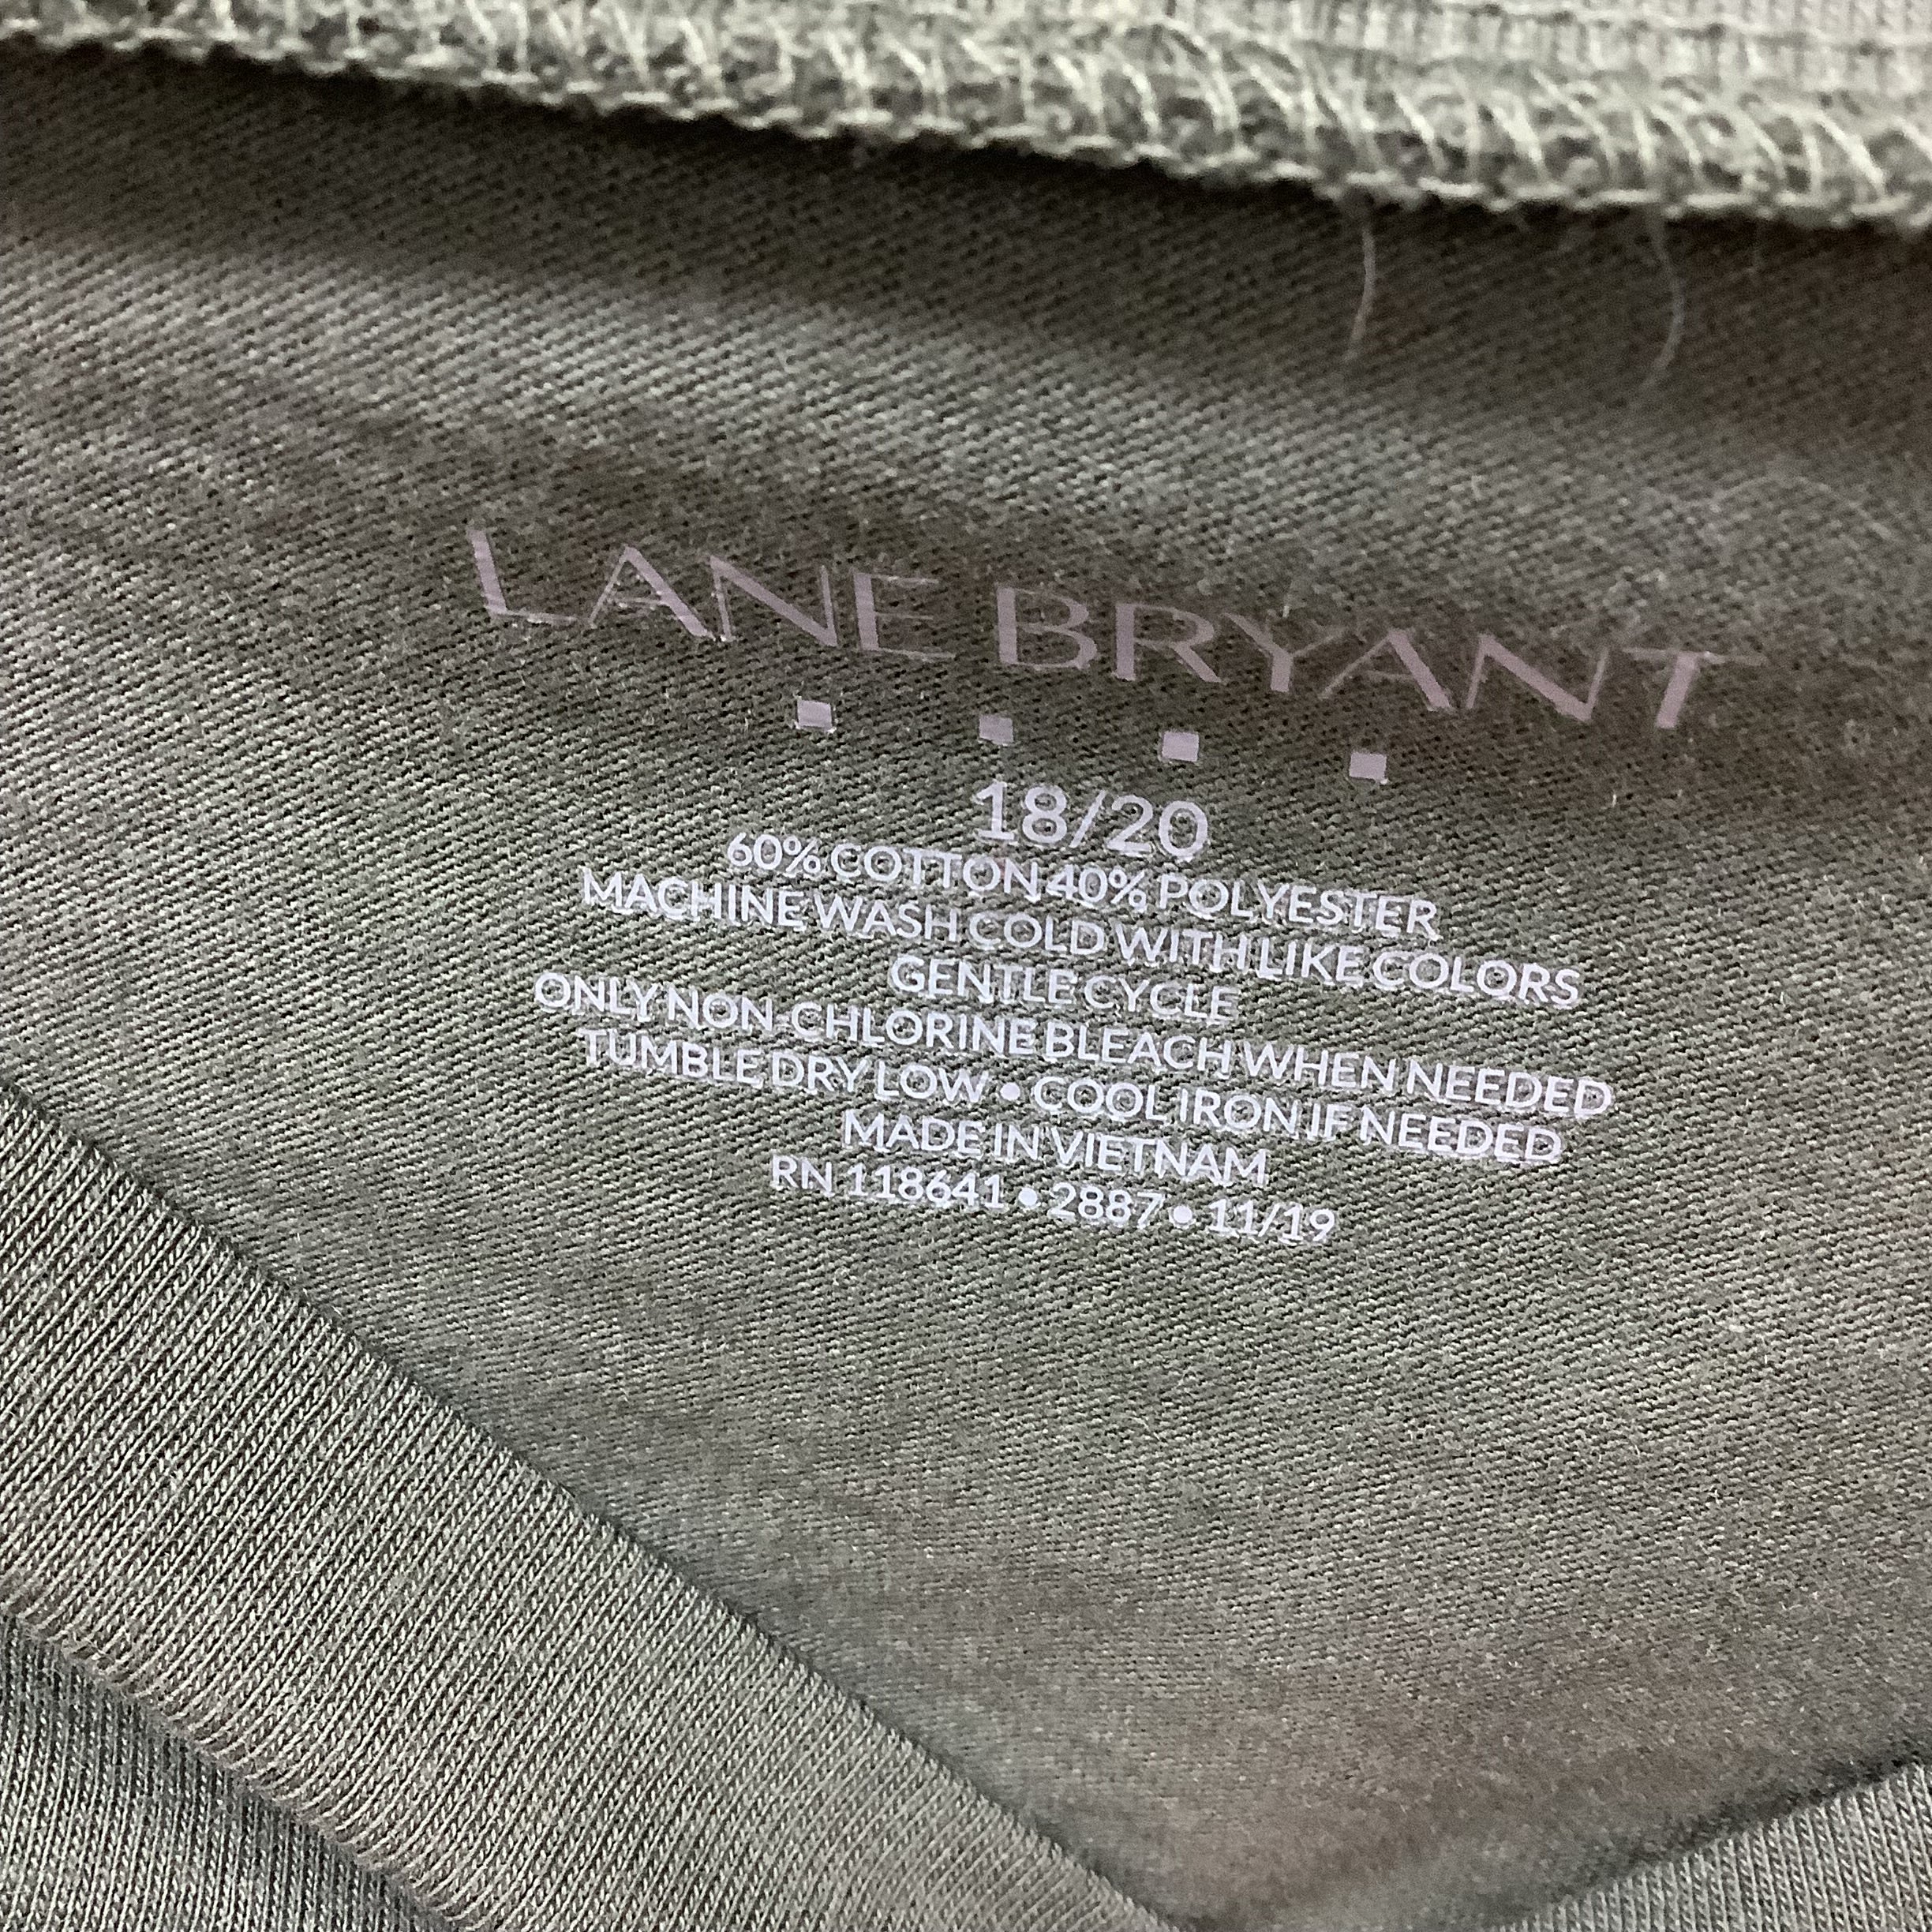 LANE BRYANT
18/20
60% COTTON 40% POLYESTER
MACHINE WASH COLD WITH LIKE COLORS
GENTLE CYCLE
ONLY NON-CHLORINE BLEACH WHEN NEEDED
TUMBLE DRY LOW • COOL IRON IF NEEDED
MADE IN VIETNAM
RN 118641 • 2887 • 11/19